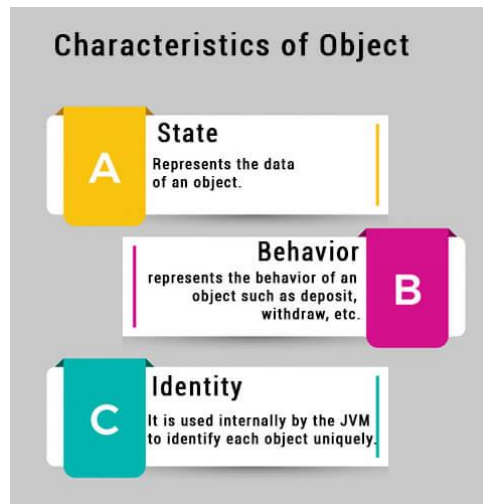 Characteristics of Object
A
State
Represents the data
of an object.
Behavior
represents the behavior of an
object such as deposit,
withdraw, etc.
B
C
Identity
It is used internally by the JVM
to identify each object uniquely.